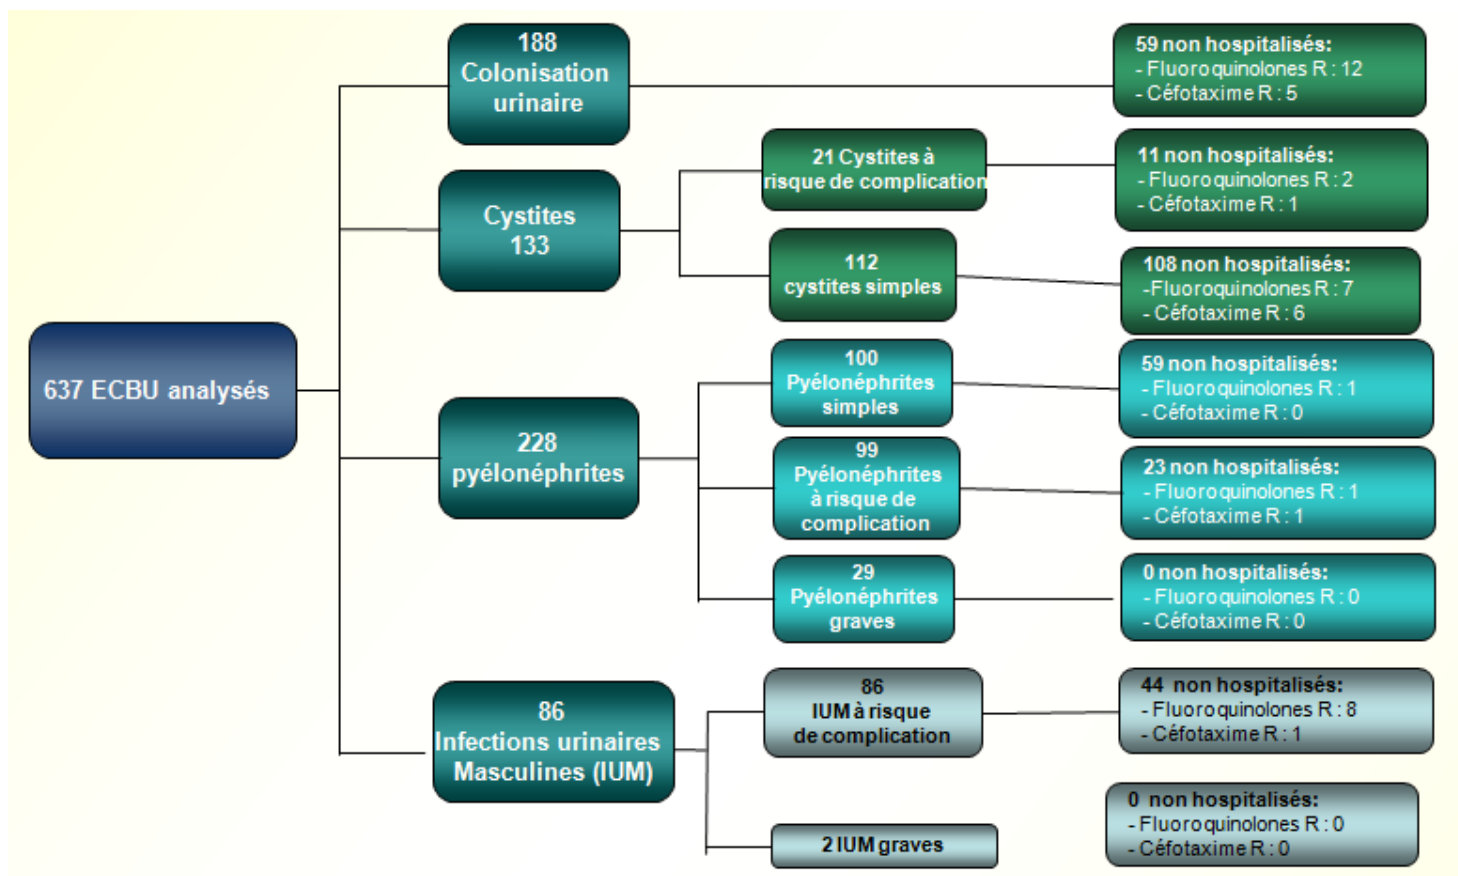 637 ECBU analysés
188
Colonisation
urinaire
59 non hospitalisés:
- Fluoroquinolones R : 12
- Céfotaxime R : 5
Cystites
133
21 Cystites à
risque de complication
11 non hospitalisés:
- Fluoroquinolones R : 2
- Céfotaxime R : 1
112
cystites simples
108 non hospitalisés:
-Fluoroquinolones R : 7
- Céfotaxime R : 6
228
pyélonéphrites
100
Pyélonéphrites
simples
59 non hospitalisés:
- Fluoroquinolones R : 1
- Céfotaxime R : 0
99
Pyélonéphrites
à risque de
complication
23 non hospitalisés:
- Fluoroquinolones R : 1
- Céfotaxime R : 1
29
Pyélonéphrites
graves
0 non hospitalisés:
- Fluoroquinolones R : 0
- Céfotaxime R : 0
86
Infections urinaires
Masculines (IUM)
86
IUM à risque
de complication
44 non hospitalisés:
- Fluoroquinolones R : 8
- Céfotaxime R : 1
2 IUM graves
0 non hospitalisés:
- Fluoroquinolones R : 0
- Céfotaxime R : 0